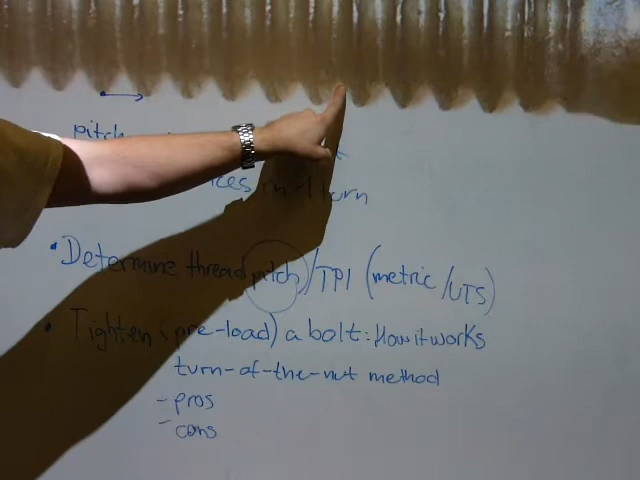 pitch
in 1 turn
• Determine thread pitch/TPI (metric/UTS)
• Tighten (pre-load) a bolt: How it works
turn-of-the-nut method
- pros
- cons